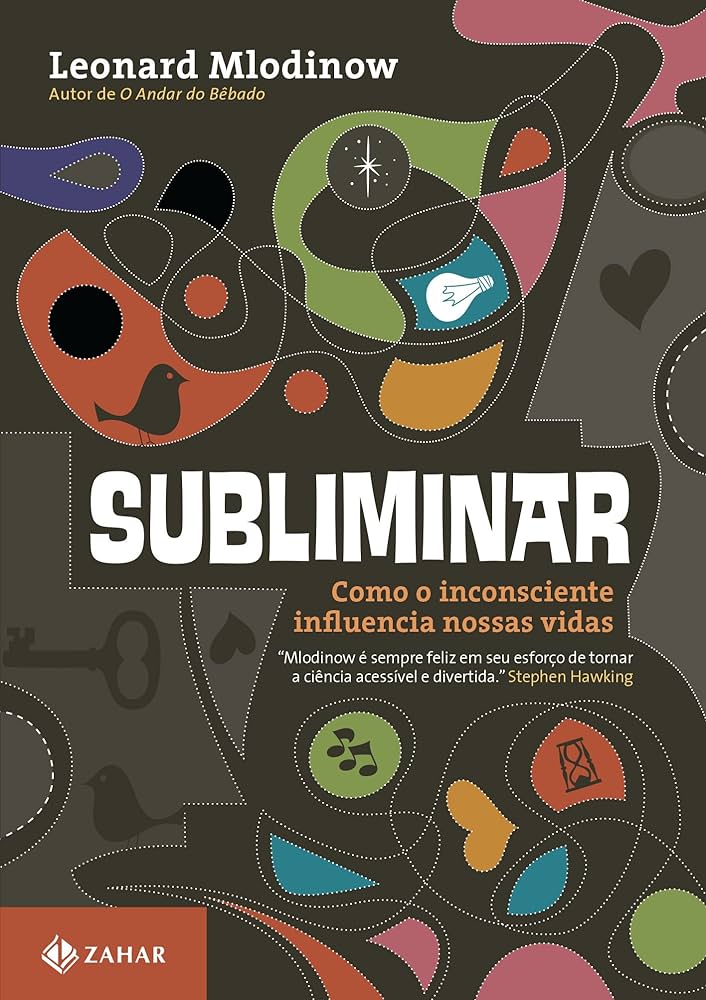 Leonard Mlodinow
Autor de O Andar do Bêbado
SUBLIMINAR
Como o inconsciente
influencia nossas vidas
“Mlodinow é sempre feliz em seu esforço de tornar
a ciência acessível e divertida.” Stephen Hawking
ZAHAR